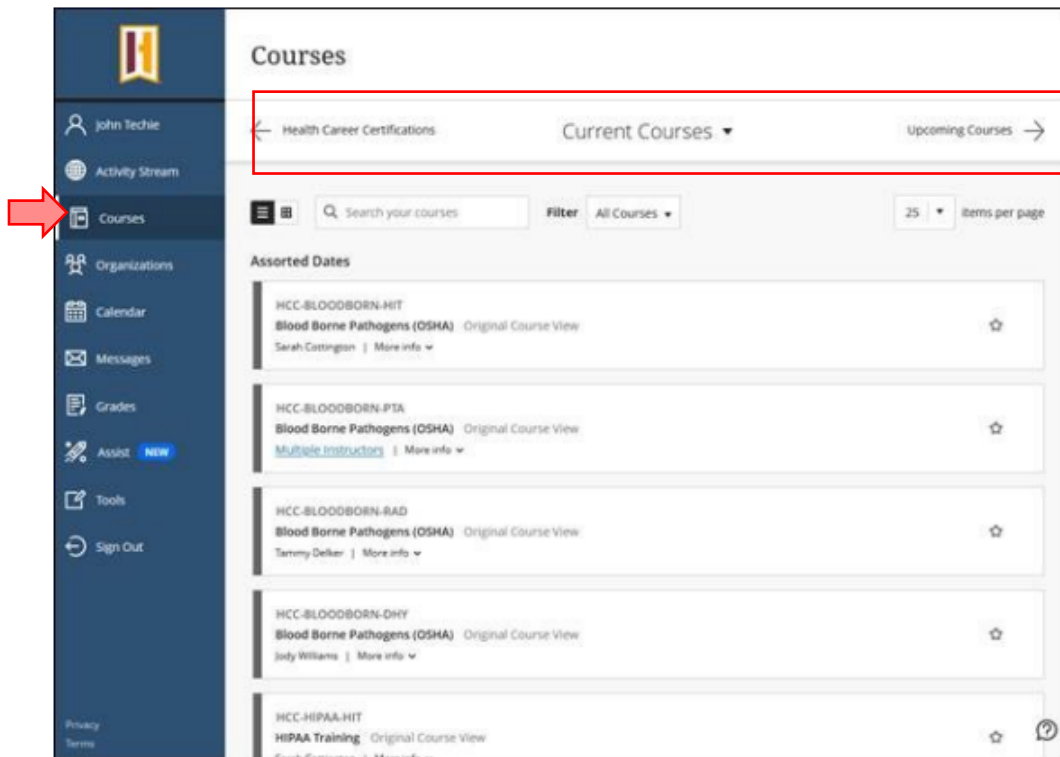 Courses
John Techie
Activity Stream
Courses
Organizations
Calendar
Messages
Grades
Assist NEW
Tools
Sign Out
Privacy
Terms
Health Career Certifications
Current Courses
Upcoming Courses
Search your courses
Filter All Courses
25 items per page
Assorted Dates
HCC-BLOODBORN-HIT
Blood Borne Pathogens (OSHA) Original Course View
Sarah Cottington | More info
HCC-BLOODBORN-PTA
Blood Borne Pathogens (OSHA) Original Course View
Multiple Instructors | More info
HCC-BLOODBORN-RAD
Blood Borne Pathogens (OSHA) Original Course View
Tammy Delker | More info
HCC-BLOODBORN-DHY
Blood Borne Pathogens (OSHA) Original Course View
Jody Williams | More info
HCC-HIPAA-HIT
HIPAA Training Original Course View